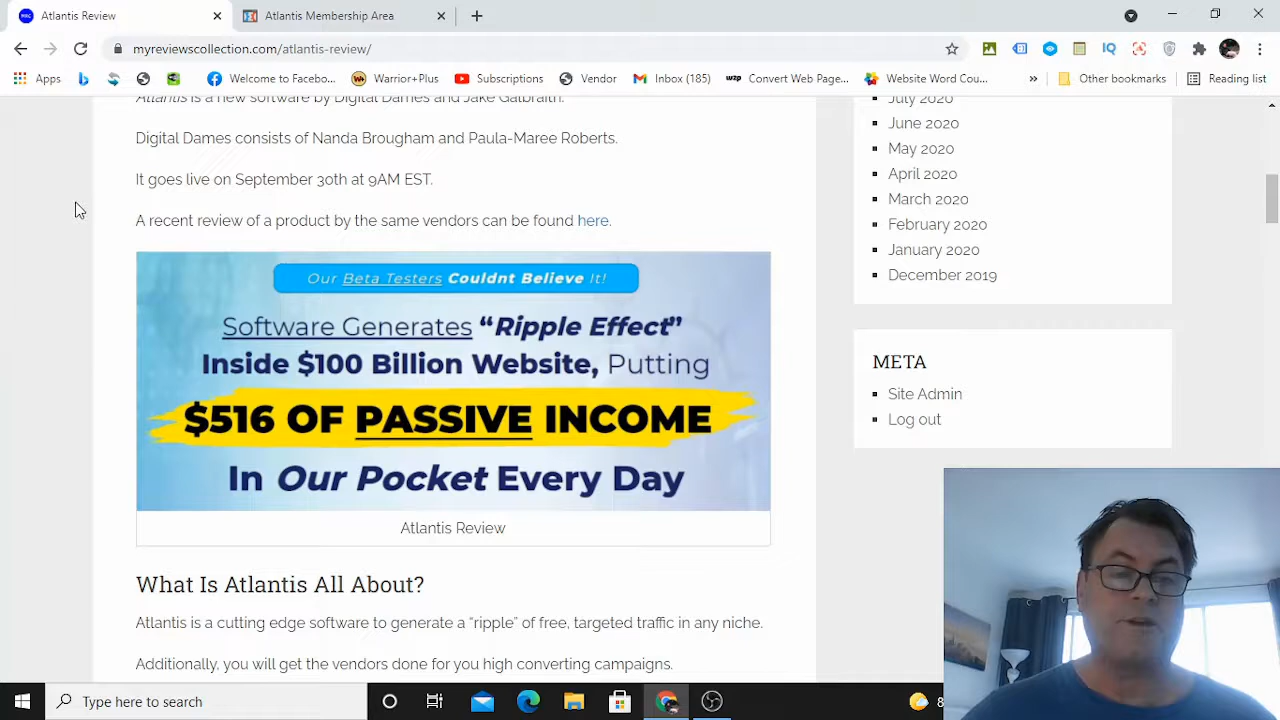 Atlantis Review
Atlantis Membership Area
myreviewscollection.com/atlantis-review/
Apps
Welcome to Facebo...
Warrior+Plus
Subscriptions
Vendor
Inbox (185)
Convert Web Page...
Website Word Cou...
Other bookmarks
Reading list
Atlantis is a new software by Digital Dames and Jake Galbraith.
Digital Dames consists of Nanda Brougham and Paula-Maree Roberts.
It goes live on September 30th at 9AM EST.
A recent review of a product by the same vendors can be found here.
Our Beta Testers Couldnt Believe It!
Software Generates “Ripple Effect”
Inside $100 Billion Website, Putting
$516 OF PASSIVE INCOME
In Our Pocket Every Day
Atlantis Review
What Is Atlantis All About?
Atlantis is a cutting edge software to generate a “ripple” of free, targeted traffic in any niche.
Additionally, you will get the vendors done for you high converting campaigns.
July 2020
June 2020
May 2020
April 2020
March 2020
February 2020
January 2020
December 2019
META
Site Admin
Log out
Type here to search
8